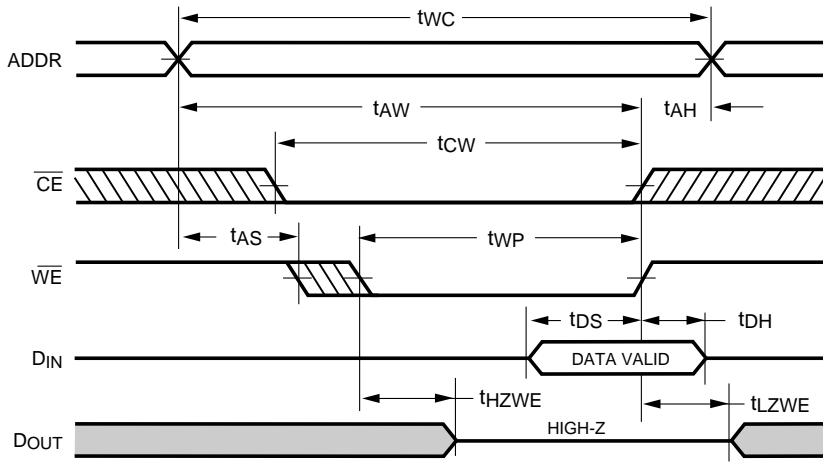 tWC
ADDR
tAW
tAH
tCW
CE
tAS
tWP
WE
tDS
tDH
DIN
DATA VALID
tHZWE
tLZWE
DOUT
HIGH-Z